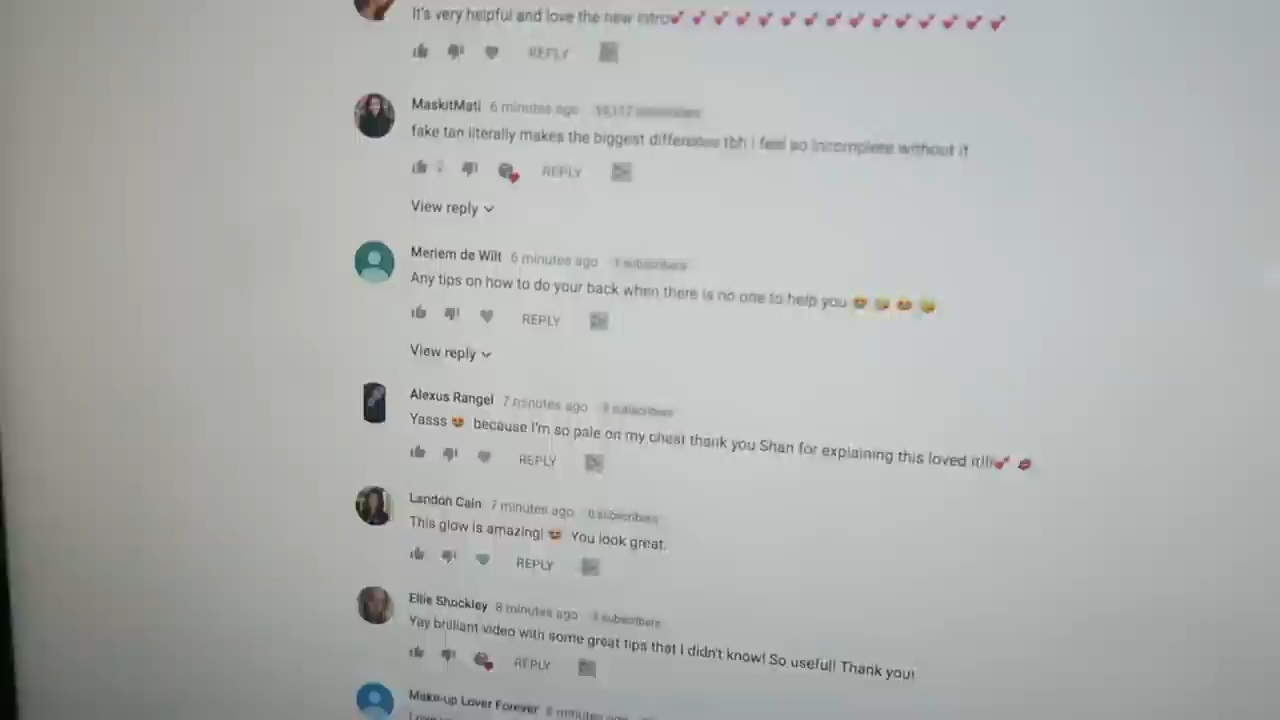 It's very helpful and love the new intro💕 💕 💕 💕 💕 💕 💕 💕 💕 💕 💕 💕 💕 💕 💕
REPLY
MaskitMati 6 minutes ago subscribers
fake tan literally makes the biggest difference tbh i feel so incomplete without it
2 REPLY
View reply
Meriem de Wilt 6 minutes ago subscribers
Any tips on how to do your back when there is no one to help you
REPLY
View reply
Alexus Rangel 7 minutes ago subscribers
Yasss 😍 because I'm so pale on my chest thank you Shan for explaining this loved it!!!💕 💋
REPLY
Landon Cain 7 minutes ago subscribers
This glow is amazing! 😍 You look great.
REPLY
Ellie Shockley 8 minutes ago subscribers
Yay brilliant video with some great tips that I didn't know! So useful! Thank you!
REPLY
Make-up Lover Forever 8 minutes ago